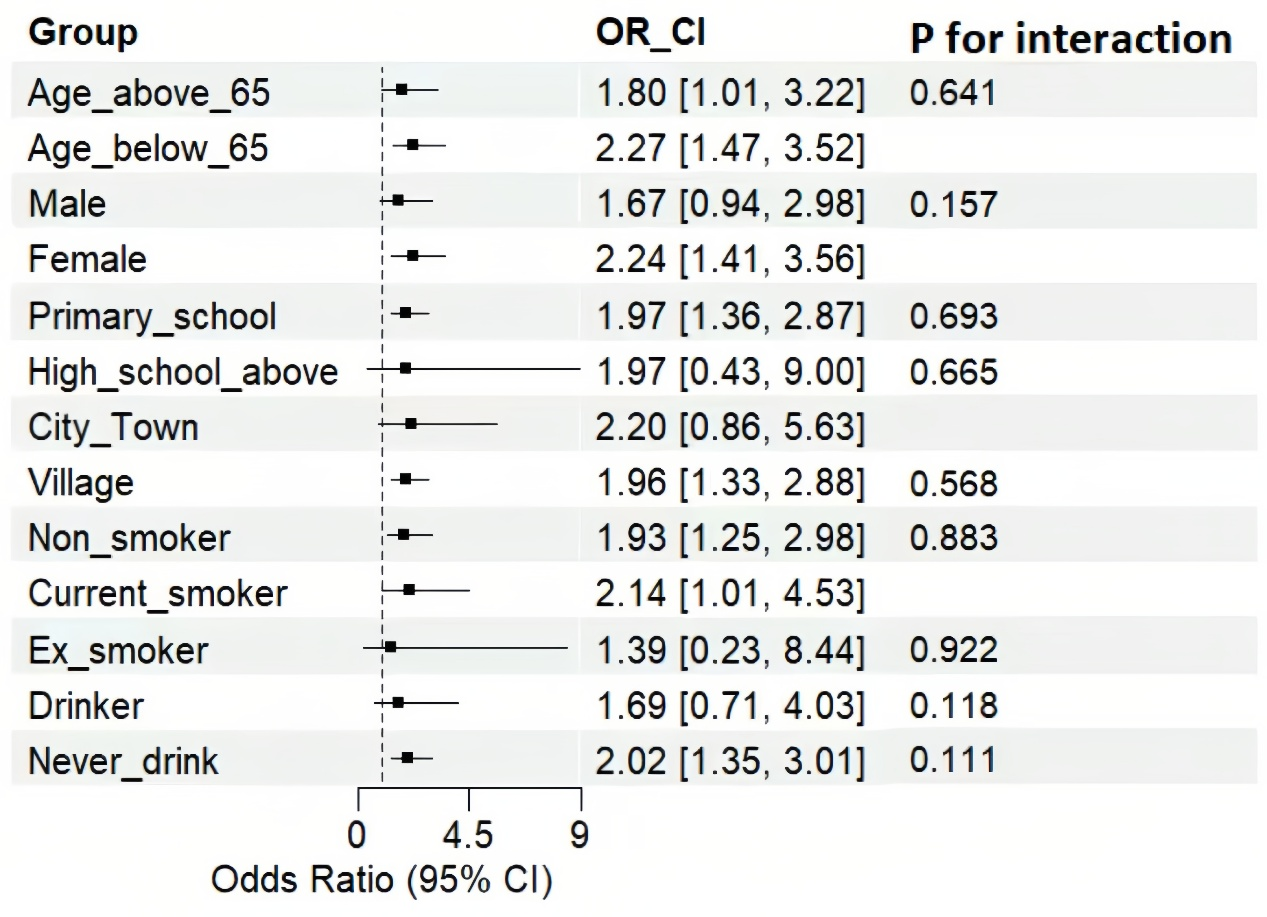 Group OR_CI P for interaction
Age_above_65 1.80 [1.01, 3.22] 0.641
Age_below_65 2.27 [1.47, 3.52]
Male 1.67 [0.94, 2.98] 0.157
Female 2.24 [1.41, 3.56]
Primary_school 1.97 [1.36, 2.87] 0.693
High_school_above 1.97 [0.43, 9.00] 0.665
City_Town 2.20 [0.86, 5.63]
Village 1.96 [1.33, 2.88] 0.568
Non_smoker 1.93 [1.25, 2.98] 0.883
Current_smoker 2.14 [1.01, 4.53]
Ex_smoker 1.39 [0.23, 8.44] 0.922
Drinker 1.69 [0.71, 4.03] 0.118
Never_drink 2.02 [1.35, 3.01] 0.111
0 4.5 9
Odds Ratio (95% CI)